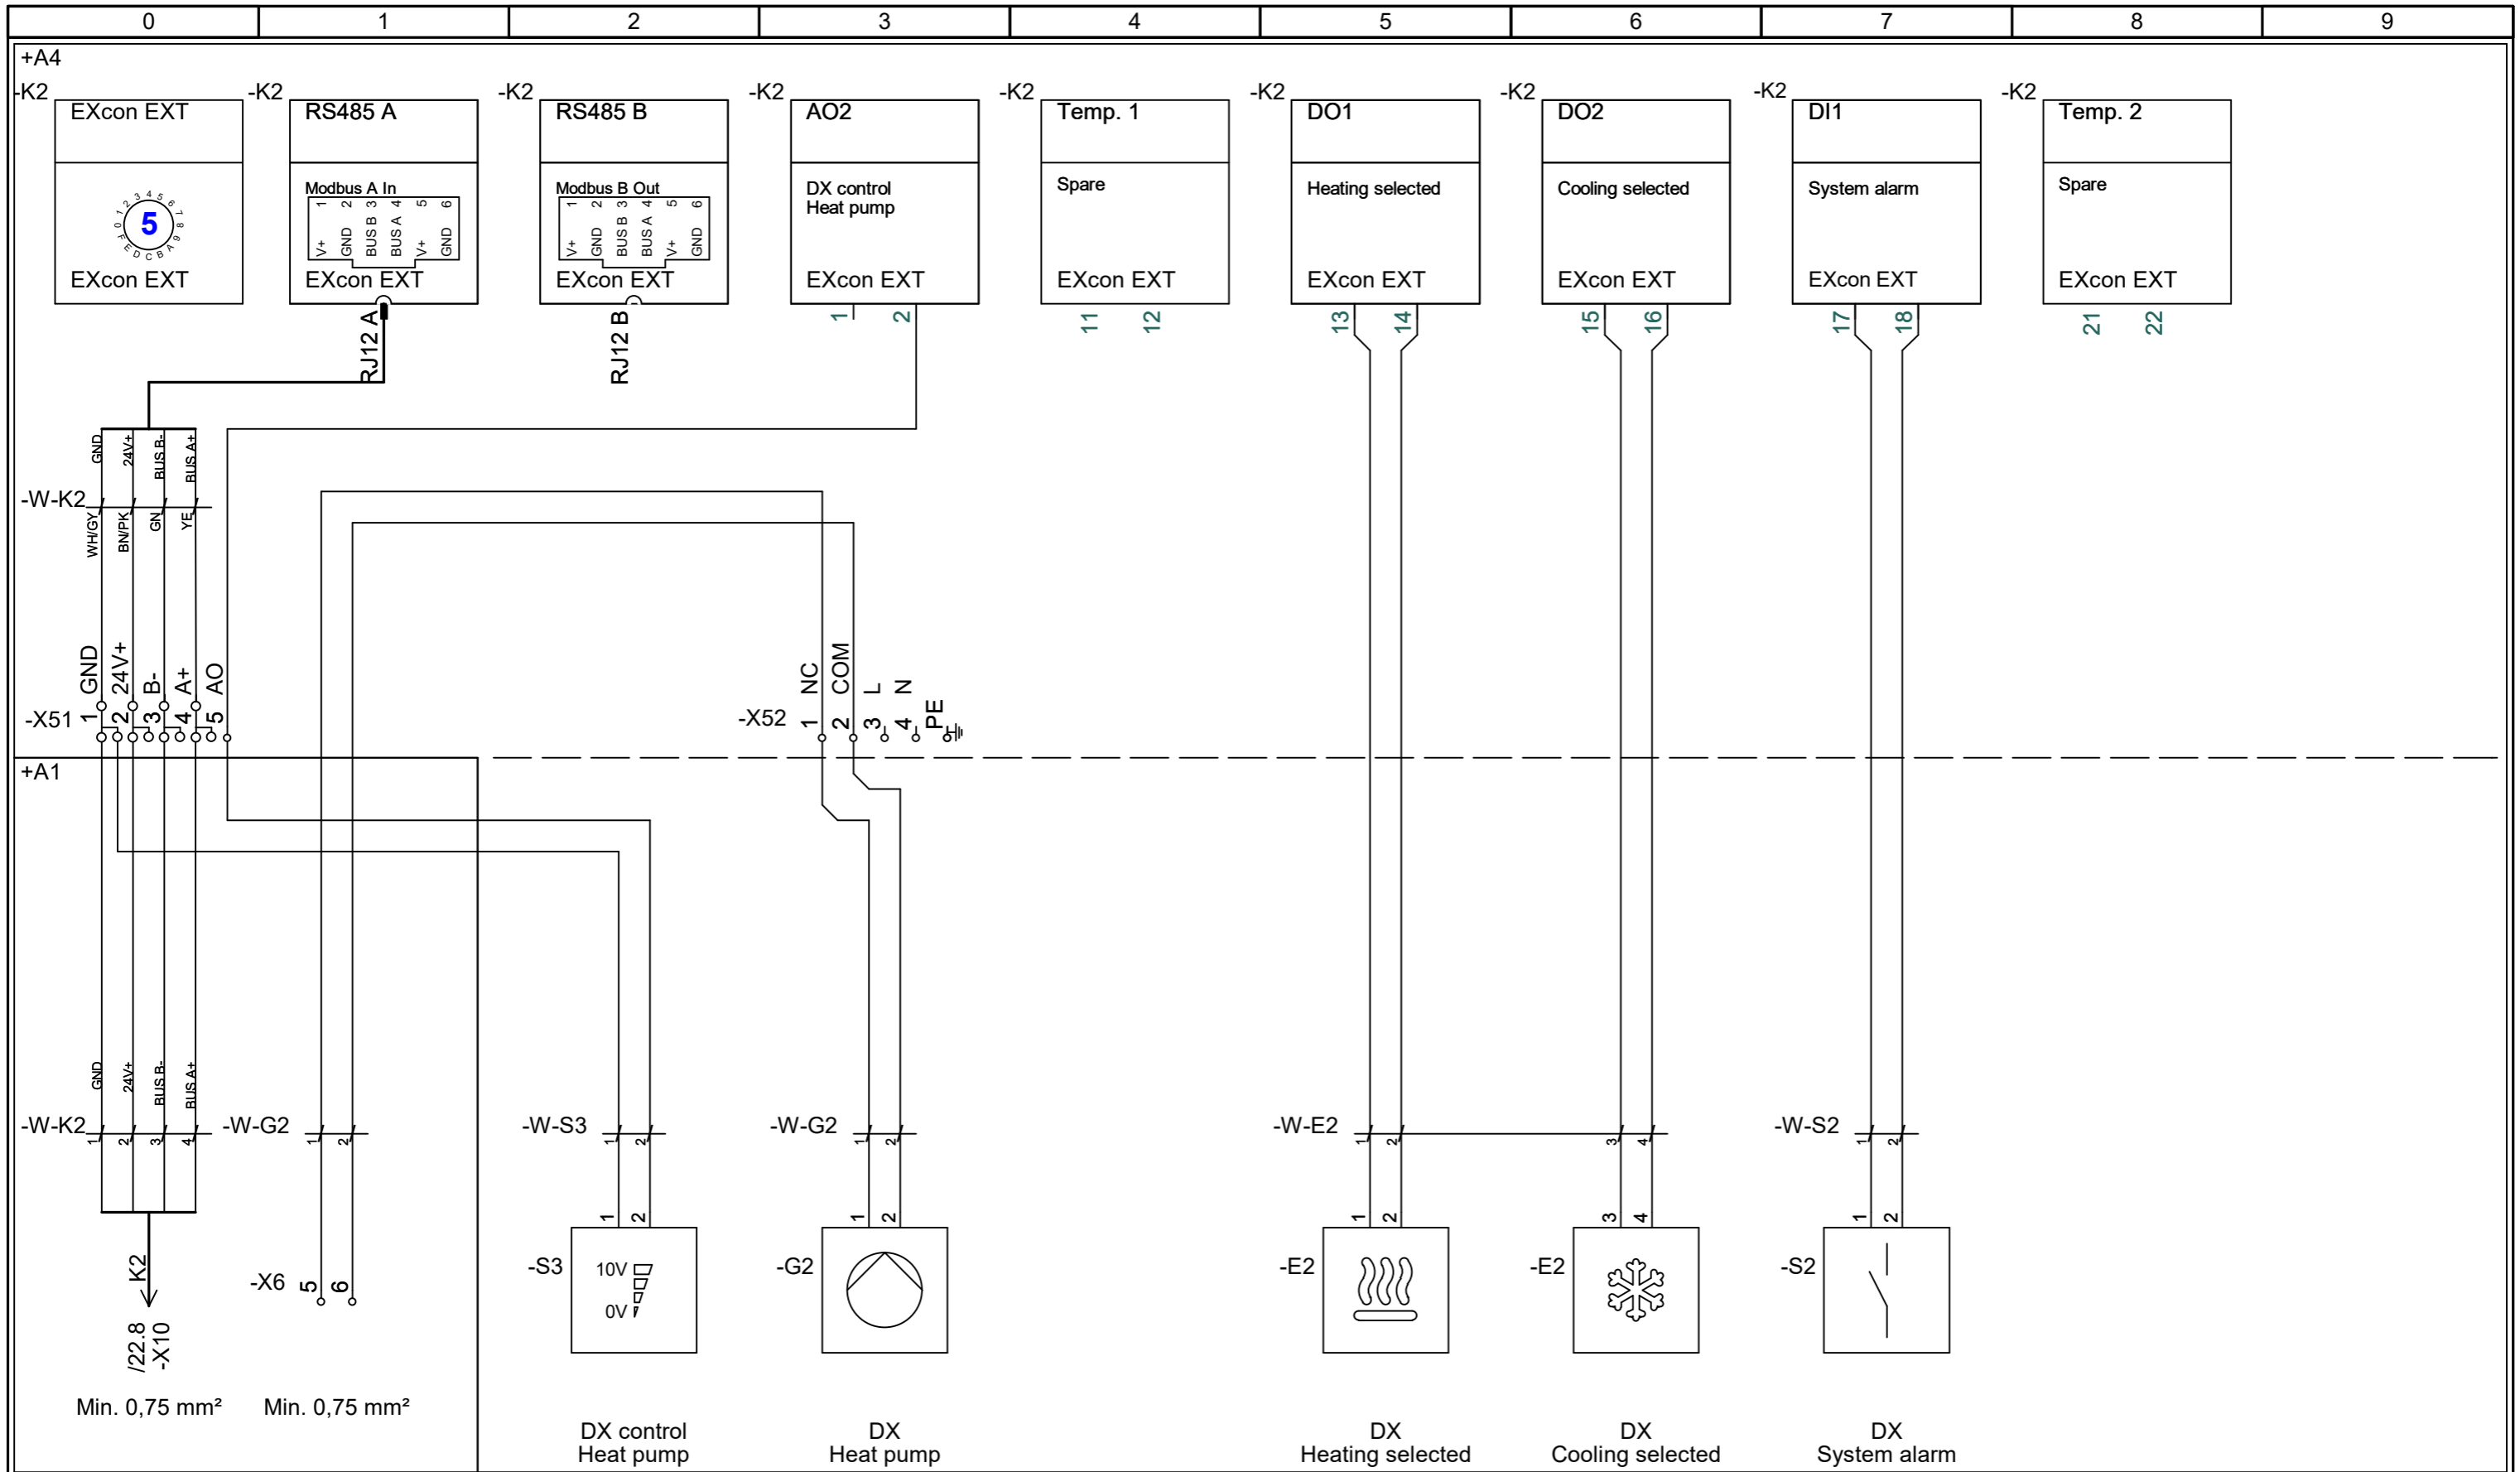 0 1 2 3 4 5 6 7 8 9
+A4
-K2 -K2 -K2 -K2 -K2 -K2 -K2 -K2 -K2
EXcon EXT RS485 A RS485 B AO2 Temp. 1 DO1 DO2 DI1 Temp. 2
0 1 2 3 4 5 6 7 8 9 A B C D E F
5
EXcon EXT
Modbus A In
1 2 3 4 5 6
V+ GND BUS B BUS A V+ GND
EXcon EXT
Modbus B Out
1 2 3 4 5 6
V+ GND BUS B BUS A V+ GND
EXcon EXT
DX control
Heat pump
EXcon EXT
Spare
EXcon EXT
Heating selected
EXcon EXT
Cooling selected
EXcon EXT
System alarm
EXcon EXT
Spare
EXcon EXT
RJ12 A RJ12 B 1 2 11 12 13 14 15 16 17 18 21 22
GND 24V+ BUS B- BUS A+
-W-K2
WH/GY BN/PK GN YE
GND 24V+ B- A+ AO
-X51 1 2 3 4 5
NC COM L N PE
-X52 1 2 3 4
+A1
GND 24V+ BUS B- BUS A+
-W-K2 1 2 3 4
-W-G2 1 2
-W-S3 1 2
-W-G2 1 2
-W-E2 1 2 3 4
-W-S2 1 2
K2
/22.8
-X10
-X6 5 6
1 2
-S3
10V
0V
1 2
-G2
1 2
-E2
3 4
-E2
1 2
-S2
Min. 0,75 mm² Min. 0,75 mm²
DX control
Heat pump
DX
Heat pump
DX
Heating selected
DX
Cooling selected
DX
System alarm